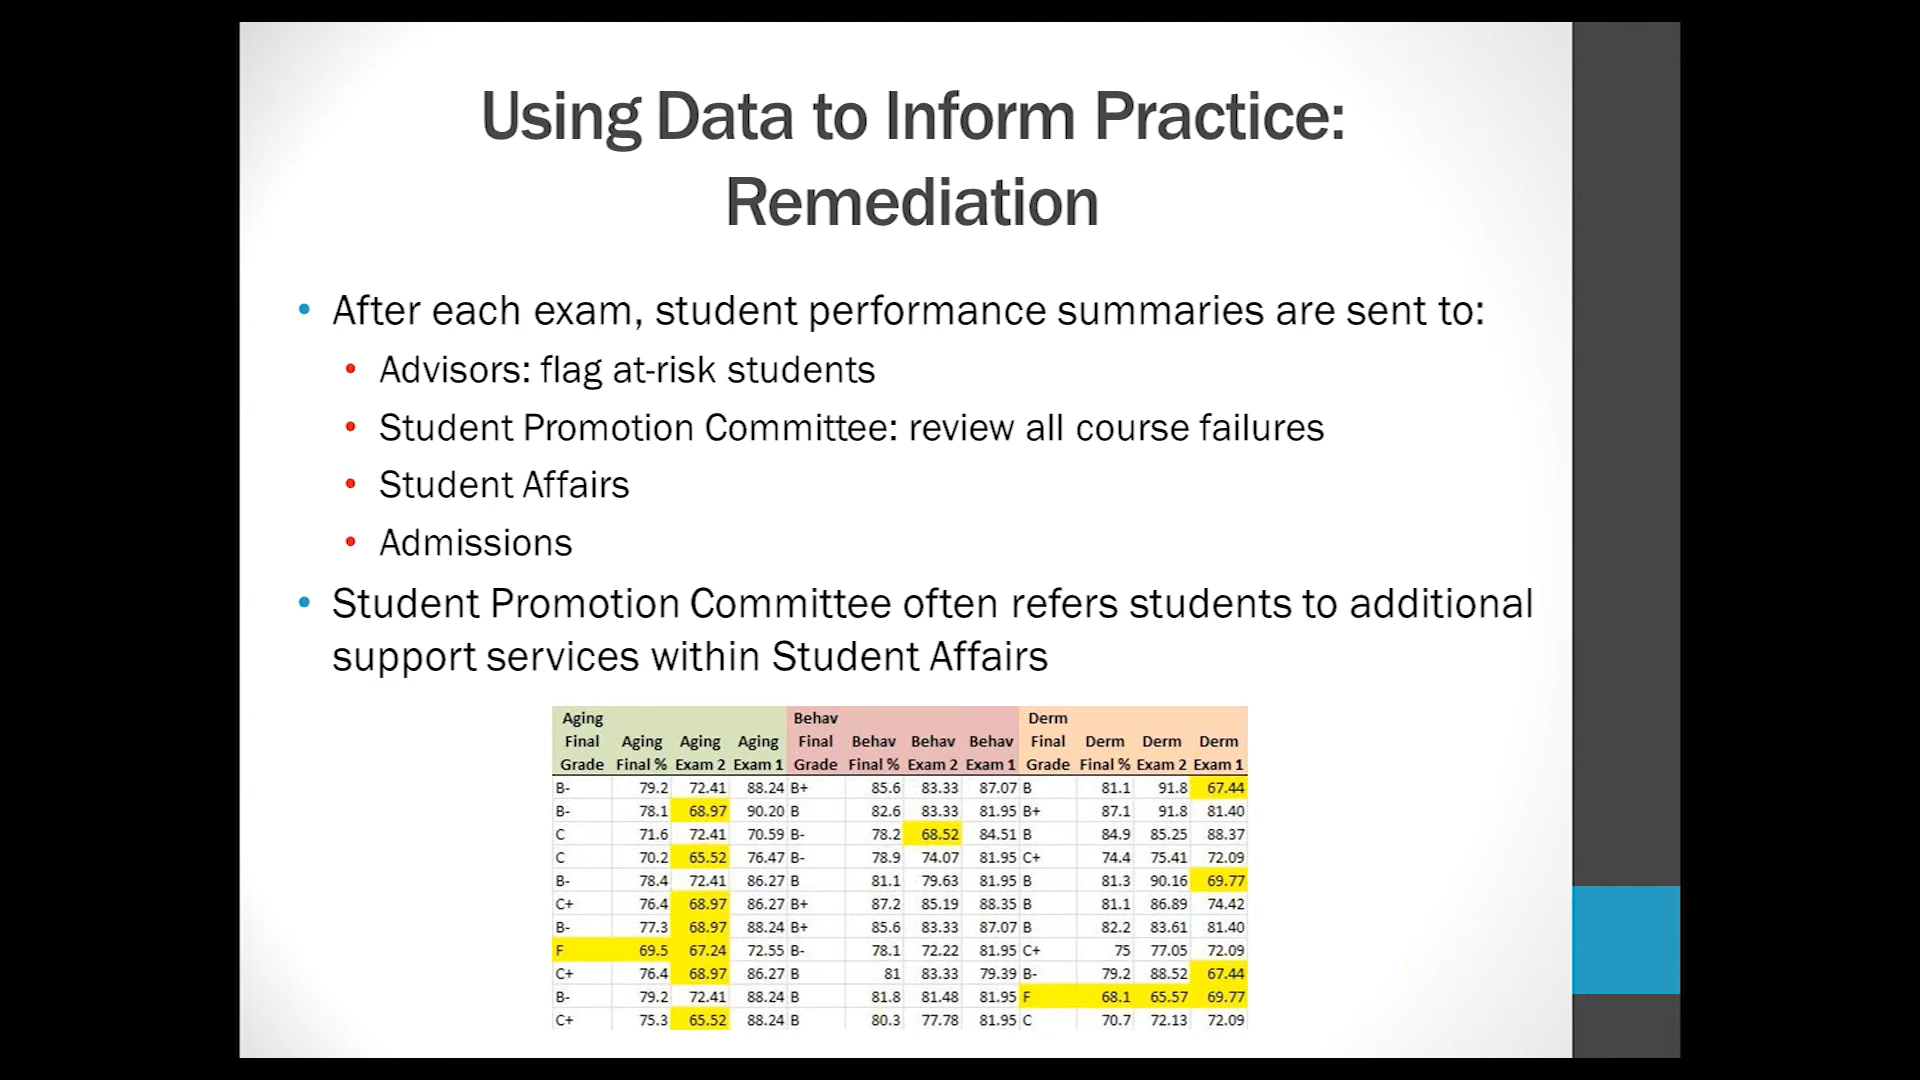 Using Data to Inform Practice:
Remediation
• After each exam, student performance summaries are sent to:
• Advisors: flag at-risk students
• Student Promotion Committee: review all course failures
• Student Affairs
• Admissions
• Student Promotion Committee often refers students to additional
support services within Student Affairs
Aging Behav Derm
Final Aging Aging Aging Final Behav Behav Behav Final Derm Derm Derm
Grade Final % Exam 2 Exam 1 Grade Final % Exam 2 Exam 1 Grade Final % Exam 2 Exam 1
B- 79.2 72.41 88.24 B+ 85.6 83.33 87.07 B 81.1 91.8 67.44
B- 78.1 68.97 90.20 B 82.6 83.33 81.95 B+ 87.1 91.8 81.40
C 71.6 72.41 70.59 B- 78.2 68.52 84.51 B 84.9 85.25 88.37
C 70.2 65.52 76.47 B- 78.9 74.07 81.95 C+ 74.4 75.41 72.09
B- 78.4 72.41 86.27 B 81.1 79.63 81.95 B 81.3 90.16 69.77
C+ 76.4 68.97 86.27 B+ 87.2 85.19 88.35 B 81.1 86.89 74.42
B- 77.3 68.97 88.24 B+ 85.6 83.33 87.07 B 82.2 83.61 81.40
F 69.5 67.24 72.55 B- 78.1 72.22 81.95 C+ 75 77.05 72.09
C+ 76.4 68.97 86.27 B 81 83.33 79.39 B- 79.2 88.52 67.44
B- 79.2 72.41 88.24 B 81.8 81.48 81.95 F 68.1 65.57 69.77
C+ 75.3 65.52 88.24 B 80.3 77.78 81.95 C 70.7 72.13 72.09